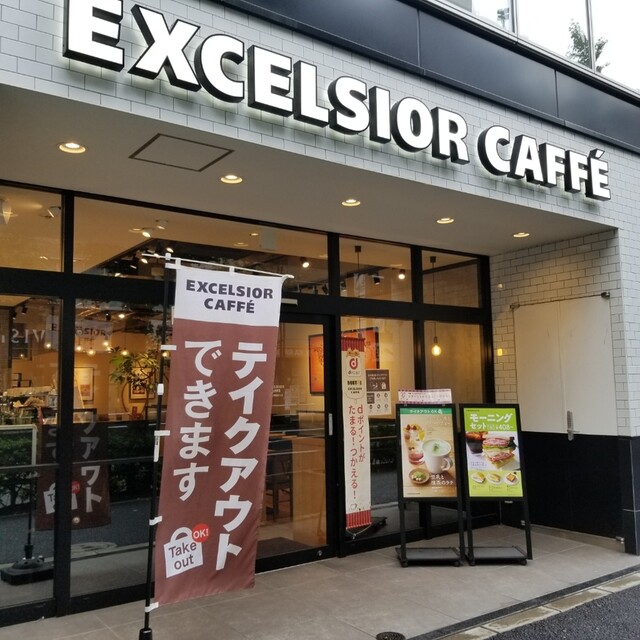 EXCELSIOR CAFFÉ
EXCELSIOR
CAFFÉ
テイクアウト
できます
OK!
Take
out
d
dポイントが
たまる!つかえる!
モーニング
セット